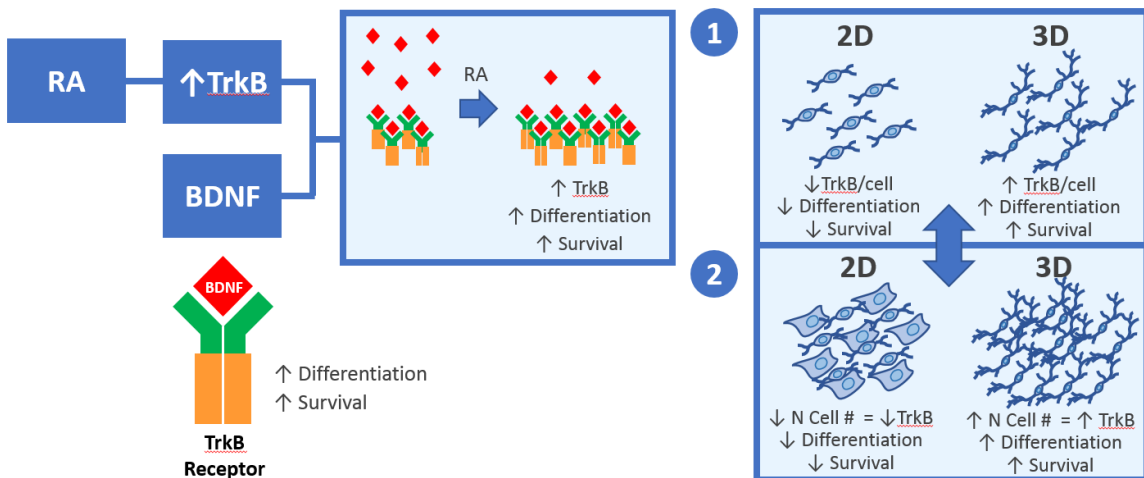 RA
↑TrkB
BDNF
BDNF
↑ Differentiation
↑ Survival
TrkB
Receptor
RA
↑ TrkB
↑ Differentiation
↑ Survival
1
2D
↓TrkB/cell
↓ Differentiation
↓ Survival
3D
↑ TrkB/cell
↑ Differentiation
↑ Survival
2
2D
↓ N Cell # = ↓TrkB
↓ Differentiation
↓ Survival
3D
↑ N Cell # = ↑ TrkB
↑ Differentiation
↑ Survival